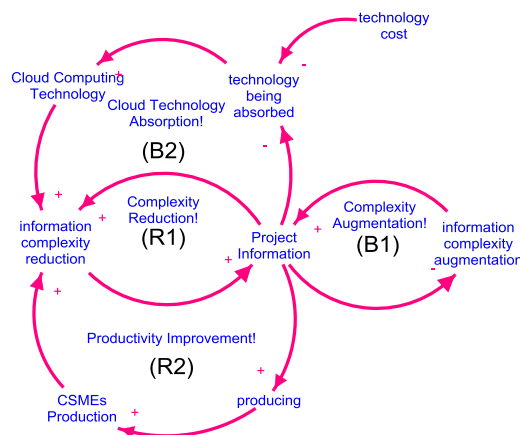 technology
cost
-
+
Cloud Computing
Technology
technology
being
absorbed
Cloud Technology
Absorption!
(B2)
-
+
+
Complexity
Reduction!
(R1)
information
complexity
reduction
+
Project
Information
+
Complexity
Augmentation!
(B1)
information
complexity
augmentation
-
+
Productivity Improvement!
(R2)
+
CSMEs
Production
+
producing